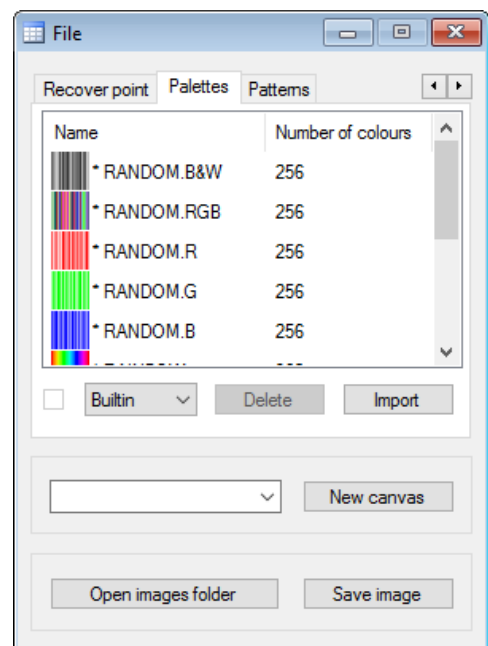 File
Recover point Palettes Patterns
Name Number of colours
* RANDOM.B&W 256
* RANDOM.RGB 256
* RANDOM.R 256
* RANDOM.G 256
* RANDOM.B 256
Builtin Delete Import
New canvas
Open images folder Save image